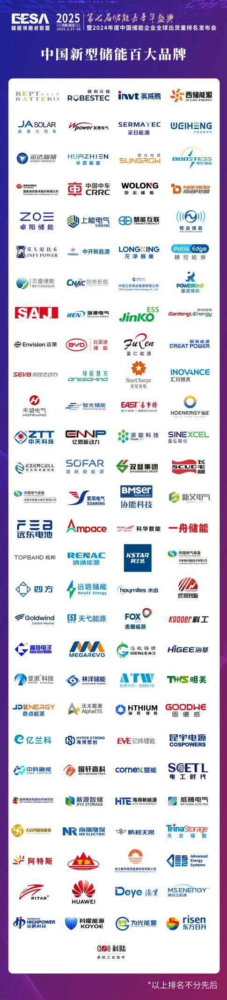 EESA
储能领跑者联盟
2025
中国·武汉
2025.3.27-28
第七届储能嘉年华盛典
暨2024年度中国储能企业全球出货量排名发布会
中国新型储能百大品牌
REPT
BATTERO
融和元储
ROBESTEC
invt 英威腾
西储能源
XI CHU ENERGY
JA SOLAR
晶澳太阳能
Wpower 英博电气
SERMATEC
采日能源
WEIHENG
为恒智能科技
运达智储
WINDEY INNOVOLTS
HUAZHIEN
华致能源
阳光电源
SUNGROW
BOOSTESS
博时储能
国家能源集团
CHN ENERGY
国能信控技术股份有限公司
CHN ENERGY I&C TECHNOLOGY CO.,LTD.
中国中车
CRRC
WOLONG
卧龙储能
Narada
南都电源
ZOE
卓阳储能
上能电气
SINENG
慧能互联
SMART ENERGY
恒运储能
HENG YUN ENERGY STORAGE
英飞源技术
INFY POWER
中开新能源
LONGKING
龙净蜂巢
Potis Edge
精控能源
贝盛储能
BEYONDSUN
CNAC 创奇新能
中技江苏清洁能源有限公司
CNTIC Jiangsu Clean Energy Co., Ltd.
POWEROAD
量道储能
SAJ
REN 瑞源电气
REsource Electric
JinKO ESS
赣锋锂电
GanfengLiEnergy
Envision 远景
BYD
比亚迪
储能
FuRen
富仁能源
鹏辉能源
GREAT POWER
SEVB 欣旺达动力
绿能慧充
GRESGYING
StarCharge
星星充电
INOVANCE
汇川技术
禾望电气
HOPEWIND
智光储能
Zhiguang Energy Storage
EAST 易事特
始于1989年 | 股票代码:300376
HOENERGY 弘正
HOLD YOUR ENERGY
ZTT
中天科技
ENNP
亿恩新动力
派能科技
PYLONTECH
SINEXCEL
盛弘股份
EXENCELL
埃克森卓越储能
SOFAR
首航新能源
双登集团
SHUANGDENG GROUP
SCUD 飞毛腿
中国电气装备
China Electrical Equipment
河南许继电力电子有限公司
索英电气
SOARING
BMSer
TECHNOLOGY
协能科技
新艾电气
FEB
远东电池
Ampace
KELONG 科华数能
一舟储能
TOPBAND 拓邦
RENAC
纳通能源
KSTAR
科士达
中国电气装备
China Electrical Equipment
许继电科储能技术有限公司
四方
远信储能
RelyEZ Energy
hoymiles 禾迈
YUPONT
煜邦智源
Goldwind
Carbon Neutral
ETC
天弋能源
FOX
ESS
麦田能源
Kgooer 科工
高特电子
GOLD ELECTRONIC
MEGAREVO
远航锦锂
GENLEAD
HIGEE 海基
亚派®科技
APAITEK Technology
林洋储能
LINYANG ENERGY STORAGE
ATW
股票代码：688516
TWS 明美
JDENERGY
奇点能源
沃太能源
AlphaESS
HTHIUM
海辰储能
GOODWE
固德威
亿兰科
HYPER STRONG
海博思创
EVE 亿纬锂能
昆宇电源
COSPOWERS
中科融能
SINO FUSTECH
国轩高科
GOTION HIGH-TECH
cornex 楚能
SCETL
电工时代
国家电投集团中央研究院
SPIC CENTRAL RESEARCH INSTITUTE
新源智储
XYZ STORAGE
HITE 海得新能源
HITE NEW ENERGY
威腾电气
WETOWN ELECTRIC
天启鸿源新能源
NR 南瑞继保
NR ELECTRIC
鹏程无限
TrinaStorage
天合储能
阿特斯
TK
浙江朝华鼎冠能源科技有限公司
AES
Advanced
Energy
Systems
RITAR®
HUAWEI
Deye 德業
MS ENERGY™
美克生能源
TECHNOLOGY
HIGHPOWER
豪鹏科技
科曜能源
KOYOE
为光能源
WEIGUANG ENERGY
risen
东方日升
CLOU 科陆
美的工业技术
*以上排名不分先后